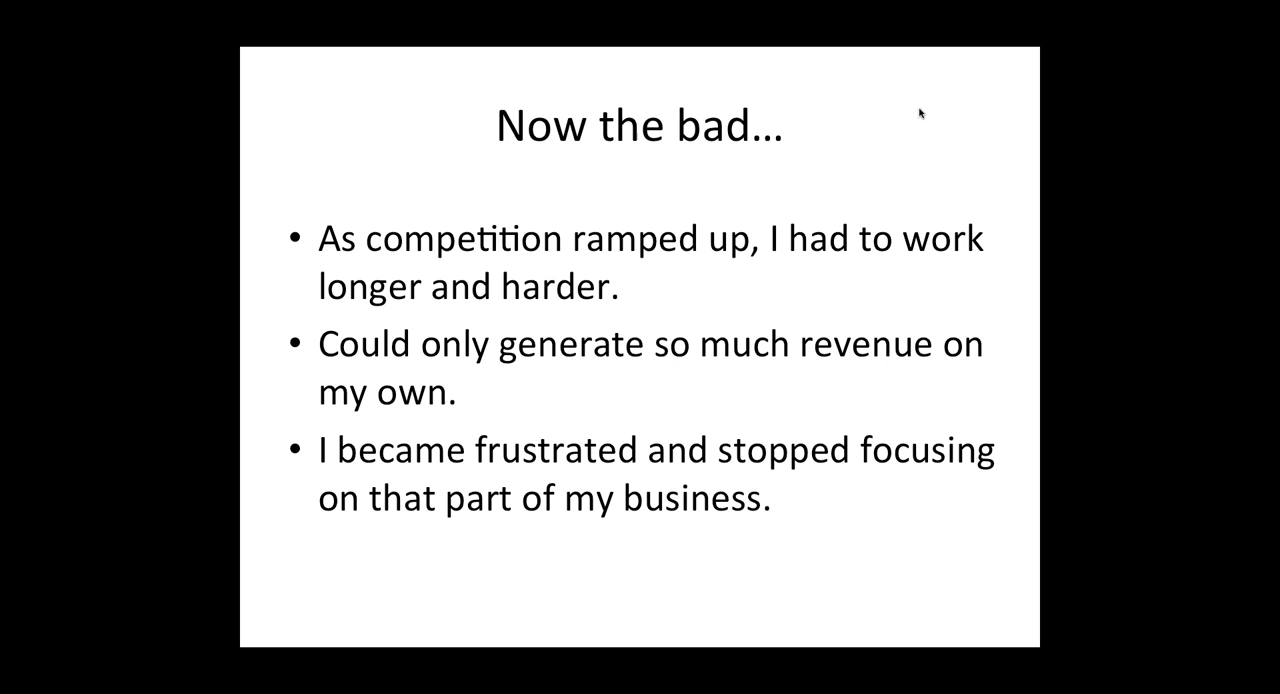 Now the bad…
• As competition ramped up, I had to work
longer and harder.
• Could only generate so much revenue on
my own.
• I became frustrated and stopped focusing
on that part of my business.